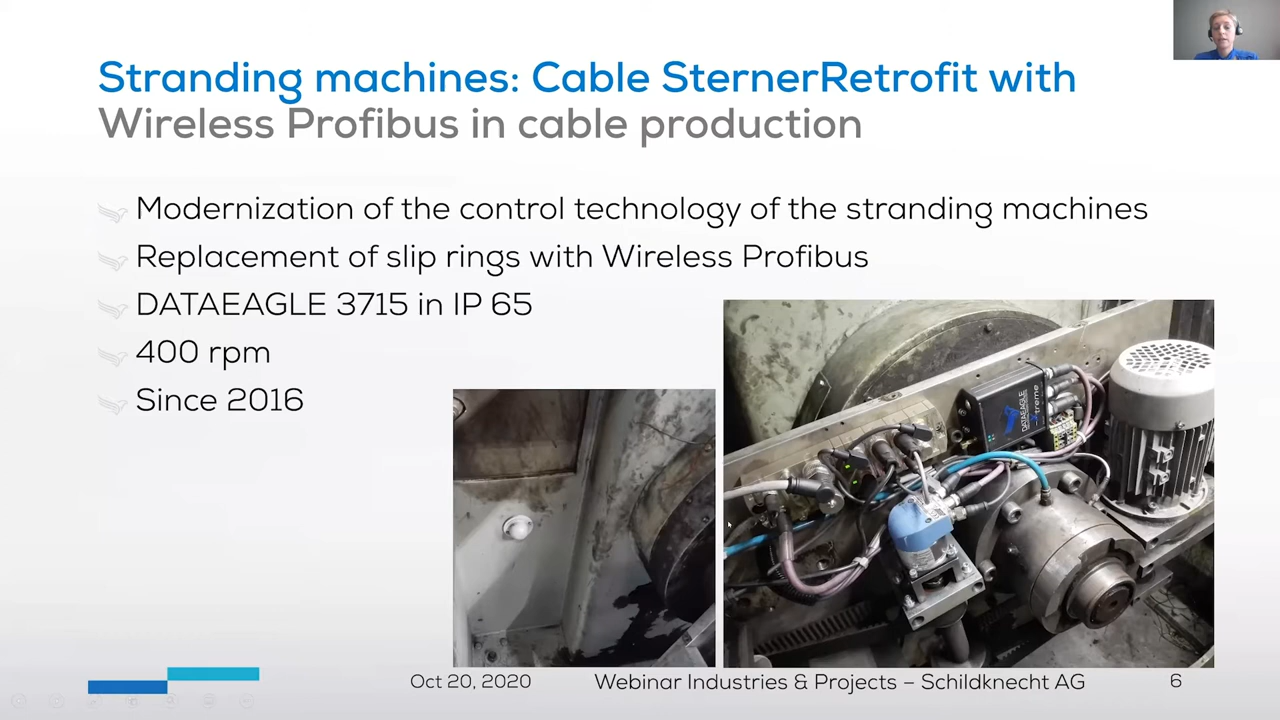 Stranding machines: Cable SternerRetrofit with
Wireless Profibus in cable production
Modernization of the control technology of the stranding machines
Replacement of slip rings with Wireless Profibus
DATAEAGLE 3715 in IP 65
400 rpm
Since 2016
DATAEAGLE
X-treme
Oct 20, 2020
Webinar Industries & Projects – Schildknecht AG
6